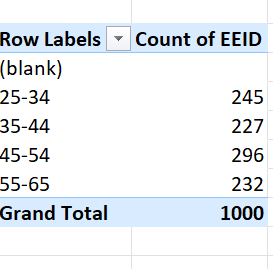 Row Labels Count of EEID
(blank)
25-34 245
35-44 227
45-54 296
55-65 232
Grand Total 1000